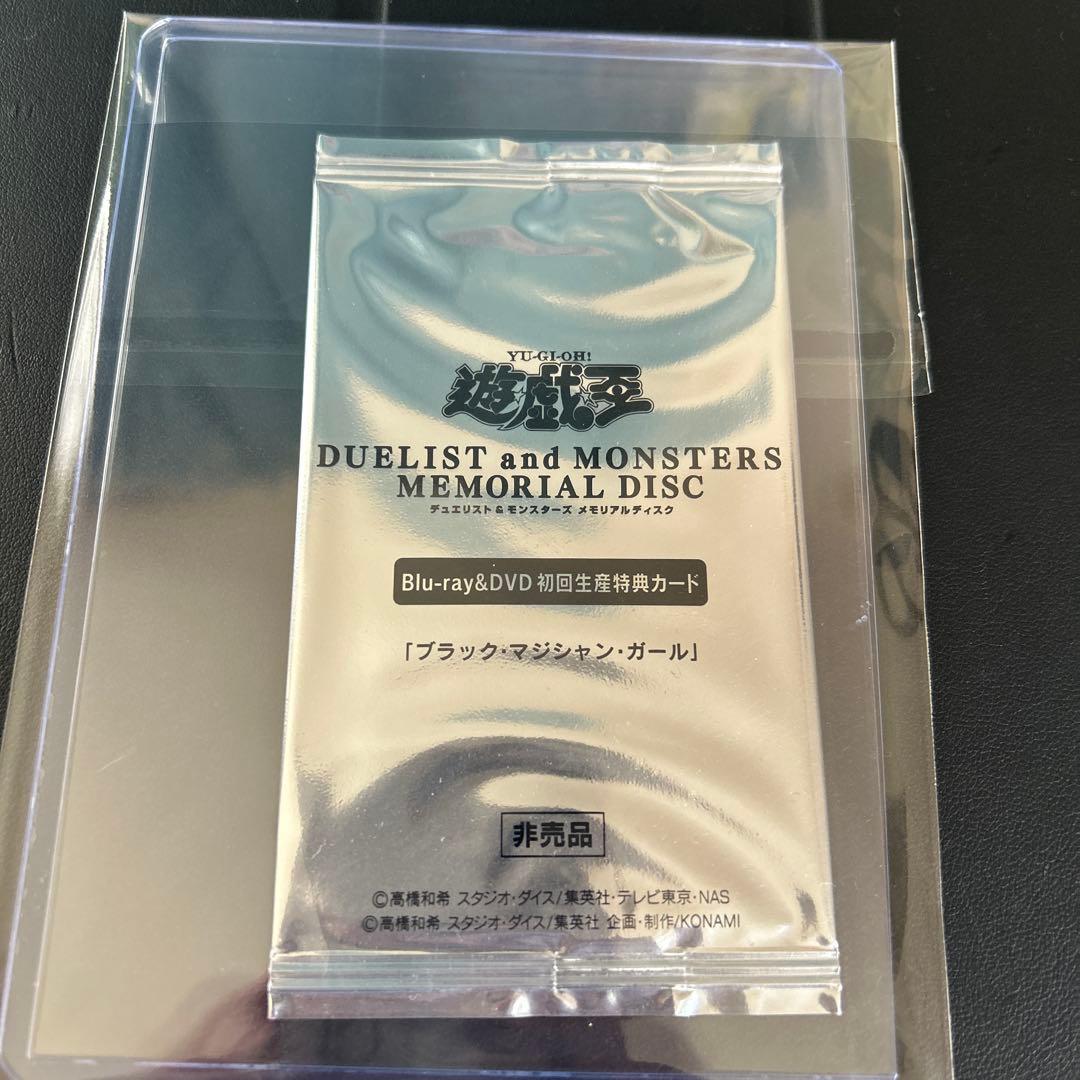 YU-GI-OH!
遊戯王
DUELIST and MONSTERS
MEMORIAL DISC
デュエリスト&モンスターズ メモリアルディスク
Blu-ray&DVD 初回生産特典カード
「ブラック・マジシャン・ガール」
非売品
©高橋和希 スタジオ・ダイス/集英社・テレビ東京・NAS
©高橋和希 スタジオ・ダイス/集英社 企画・制作/KONAMI